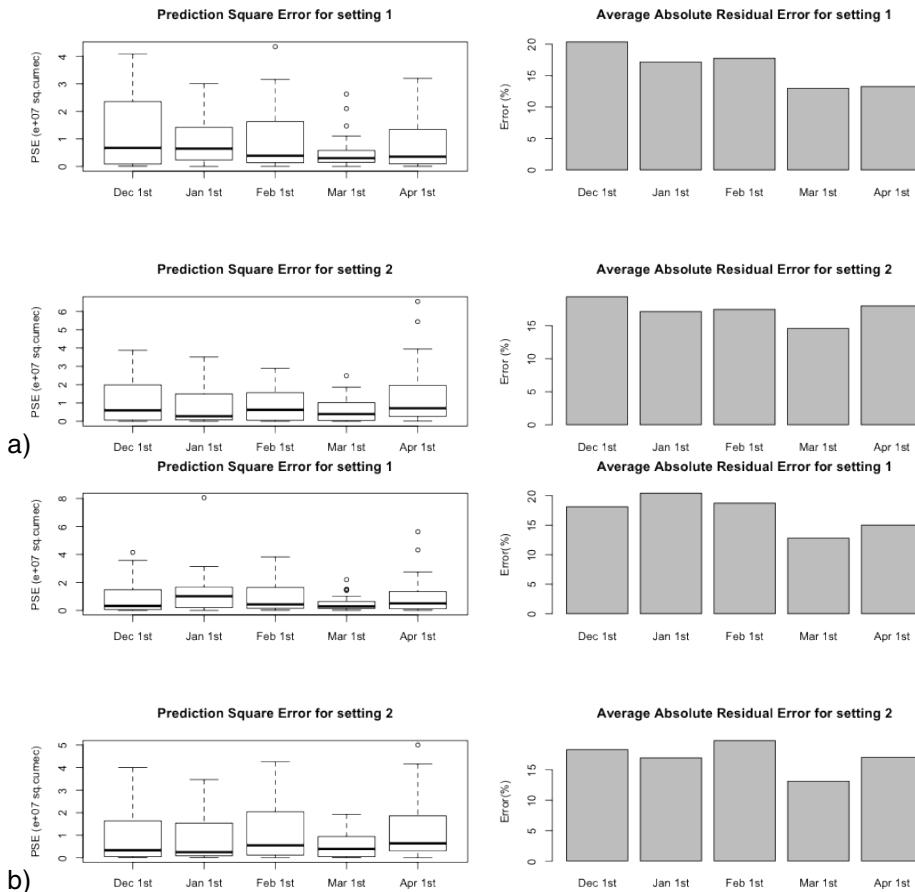 Prediction Square Error for setting 1
PSE (e+07 sq.cumec)
0 1 2 3 4
Dec 1st Jan 1st Feb 1st Mar 1st Apr 1st
Average Absolute Residual Error for setting 1
Error (%)
0 5 10 15 20
Dec 1st Jan 1st Feb 1st Mar 1st Apr 1st
Prediction Square Error for setting 2
PSE (e+07 sq.cumec)
0 1 2 3 4 5 6
Dec 1st Jan 1st Feb 1st Mar 1st Apr 1st
Average Absolute Residual Error for setting 2
Error (%)
0 5 10 15
Dec 1st Jan 1st Feb 1st Mar 1st Apr 1st
a)
Prediction Square Error for setting 1
PSE (e+07 sq.cumec)
0 2 4 6 8
Dec 1st Jan 1st Feb 1st Mar 1st Apr 1st
Average Absolute Residual Error for setting 1
Error(%)
0 5 10 15 20
Dec 1st Jan 1st Feb 1st Mar 1st Apr 1st
Prediction Square Error for setting 2
PSE (e+07 sq.cumec)
0 1 2 3 4 5
Dec 1st Jan 1st Feb 1st Mar 1st Apr 1st
Average Absolute Residual Error for setting 2
Error(%)
0 5 10 15
Dec 1st Jan 1st Feb 1st Mar 1st Apr 1st
b)